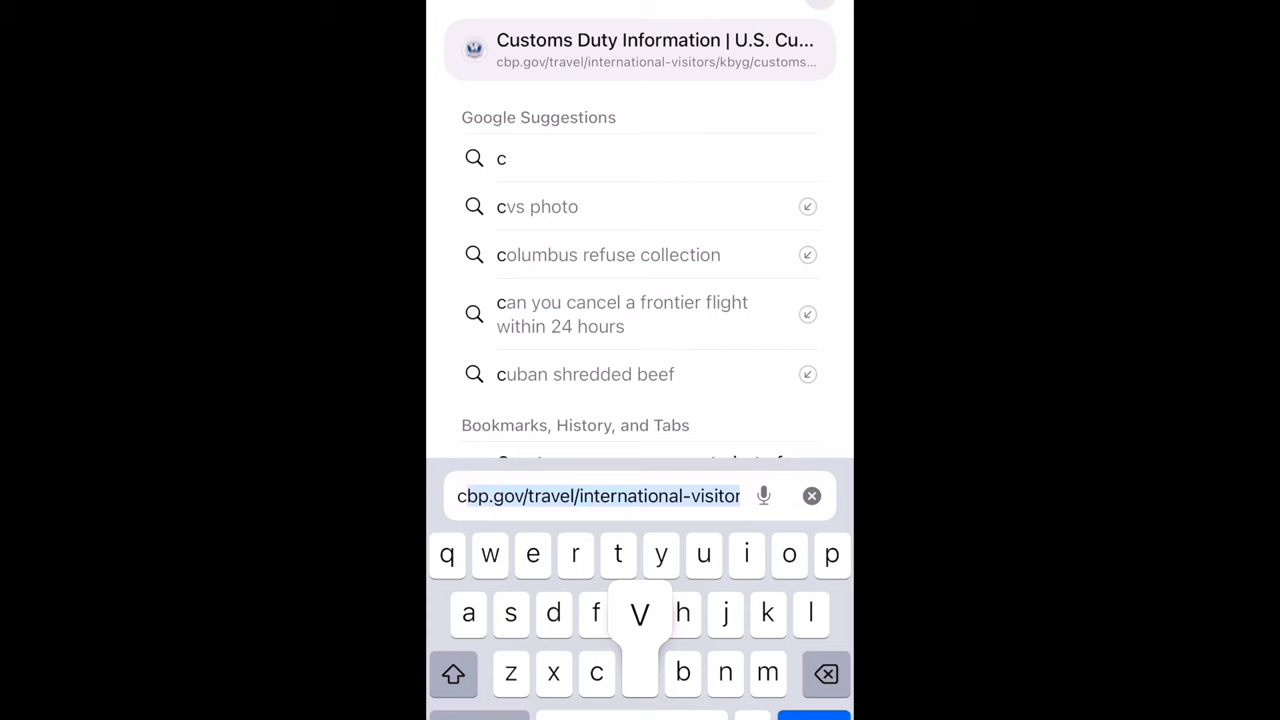 Customs Duty Information | U.S. Cu...
cbp.gov/travel/international-visitors/kbyg/customs...
Google Suggestions
c
cvs photo
columbus refuse collection
can you cancel a frontier flight
within 24 hours
cuban shredded beef
Bookmarks, History, and Tabs
cbp.gov/travel/international-visitor
q w e r t y u i o p
a s d f V h j k l
z x c b n m